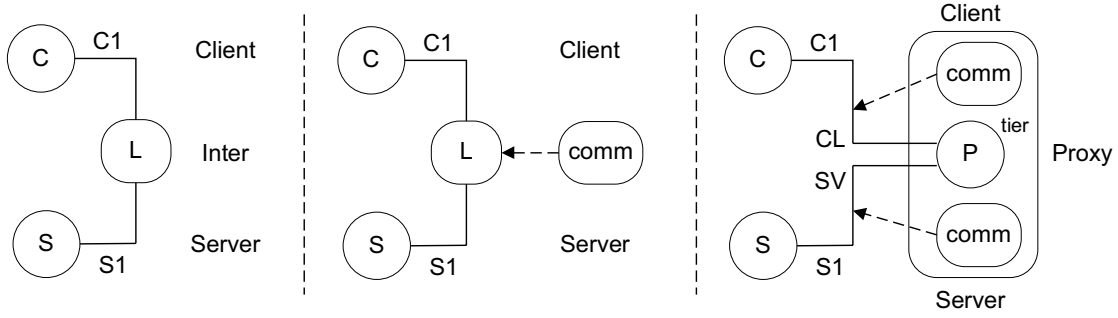 C
C1
Client
L
Inter
S
S1
Server
C
C1
Client
L
comm
S
S1
Server
Client
C
C1
comm
CL
P
tier
Proxy
SV
S
S1
comm
Server